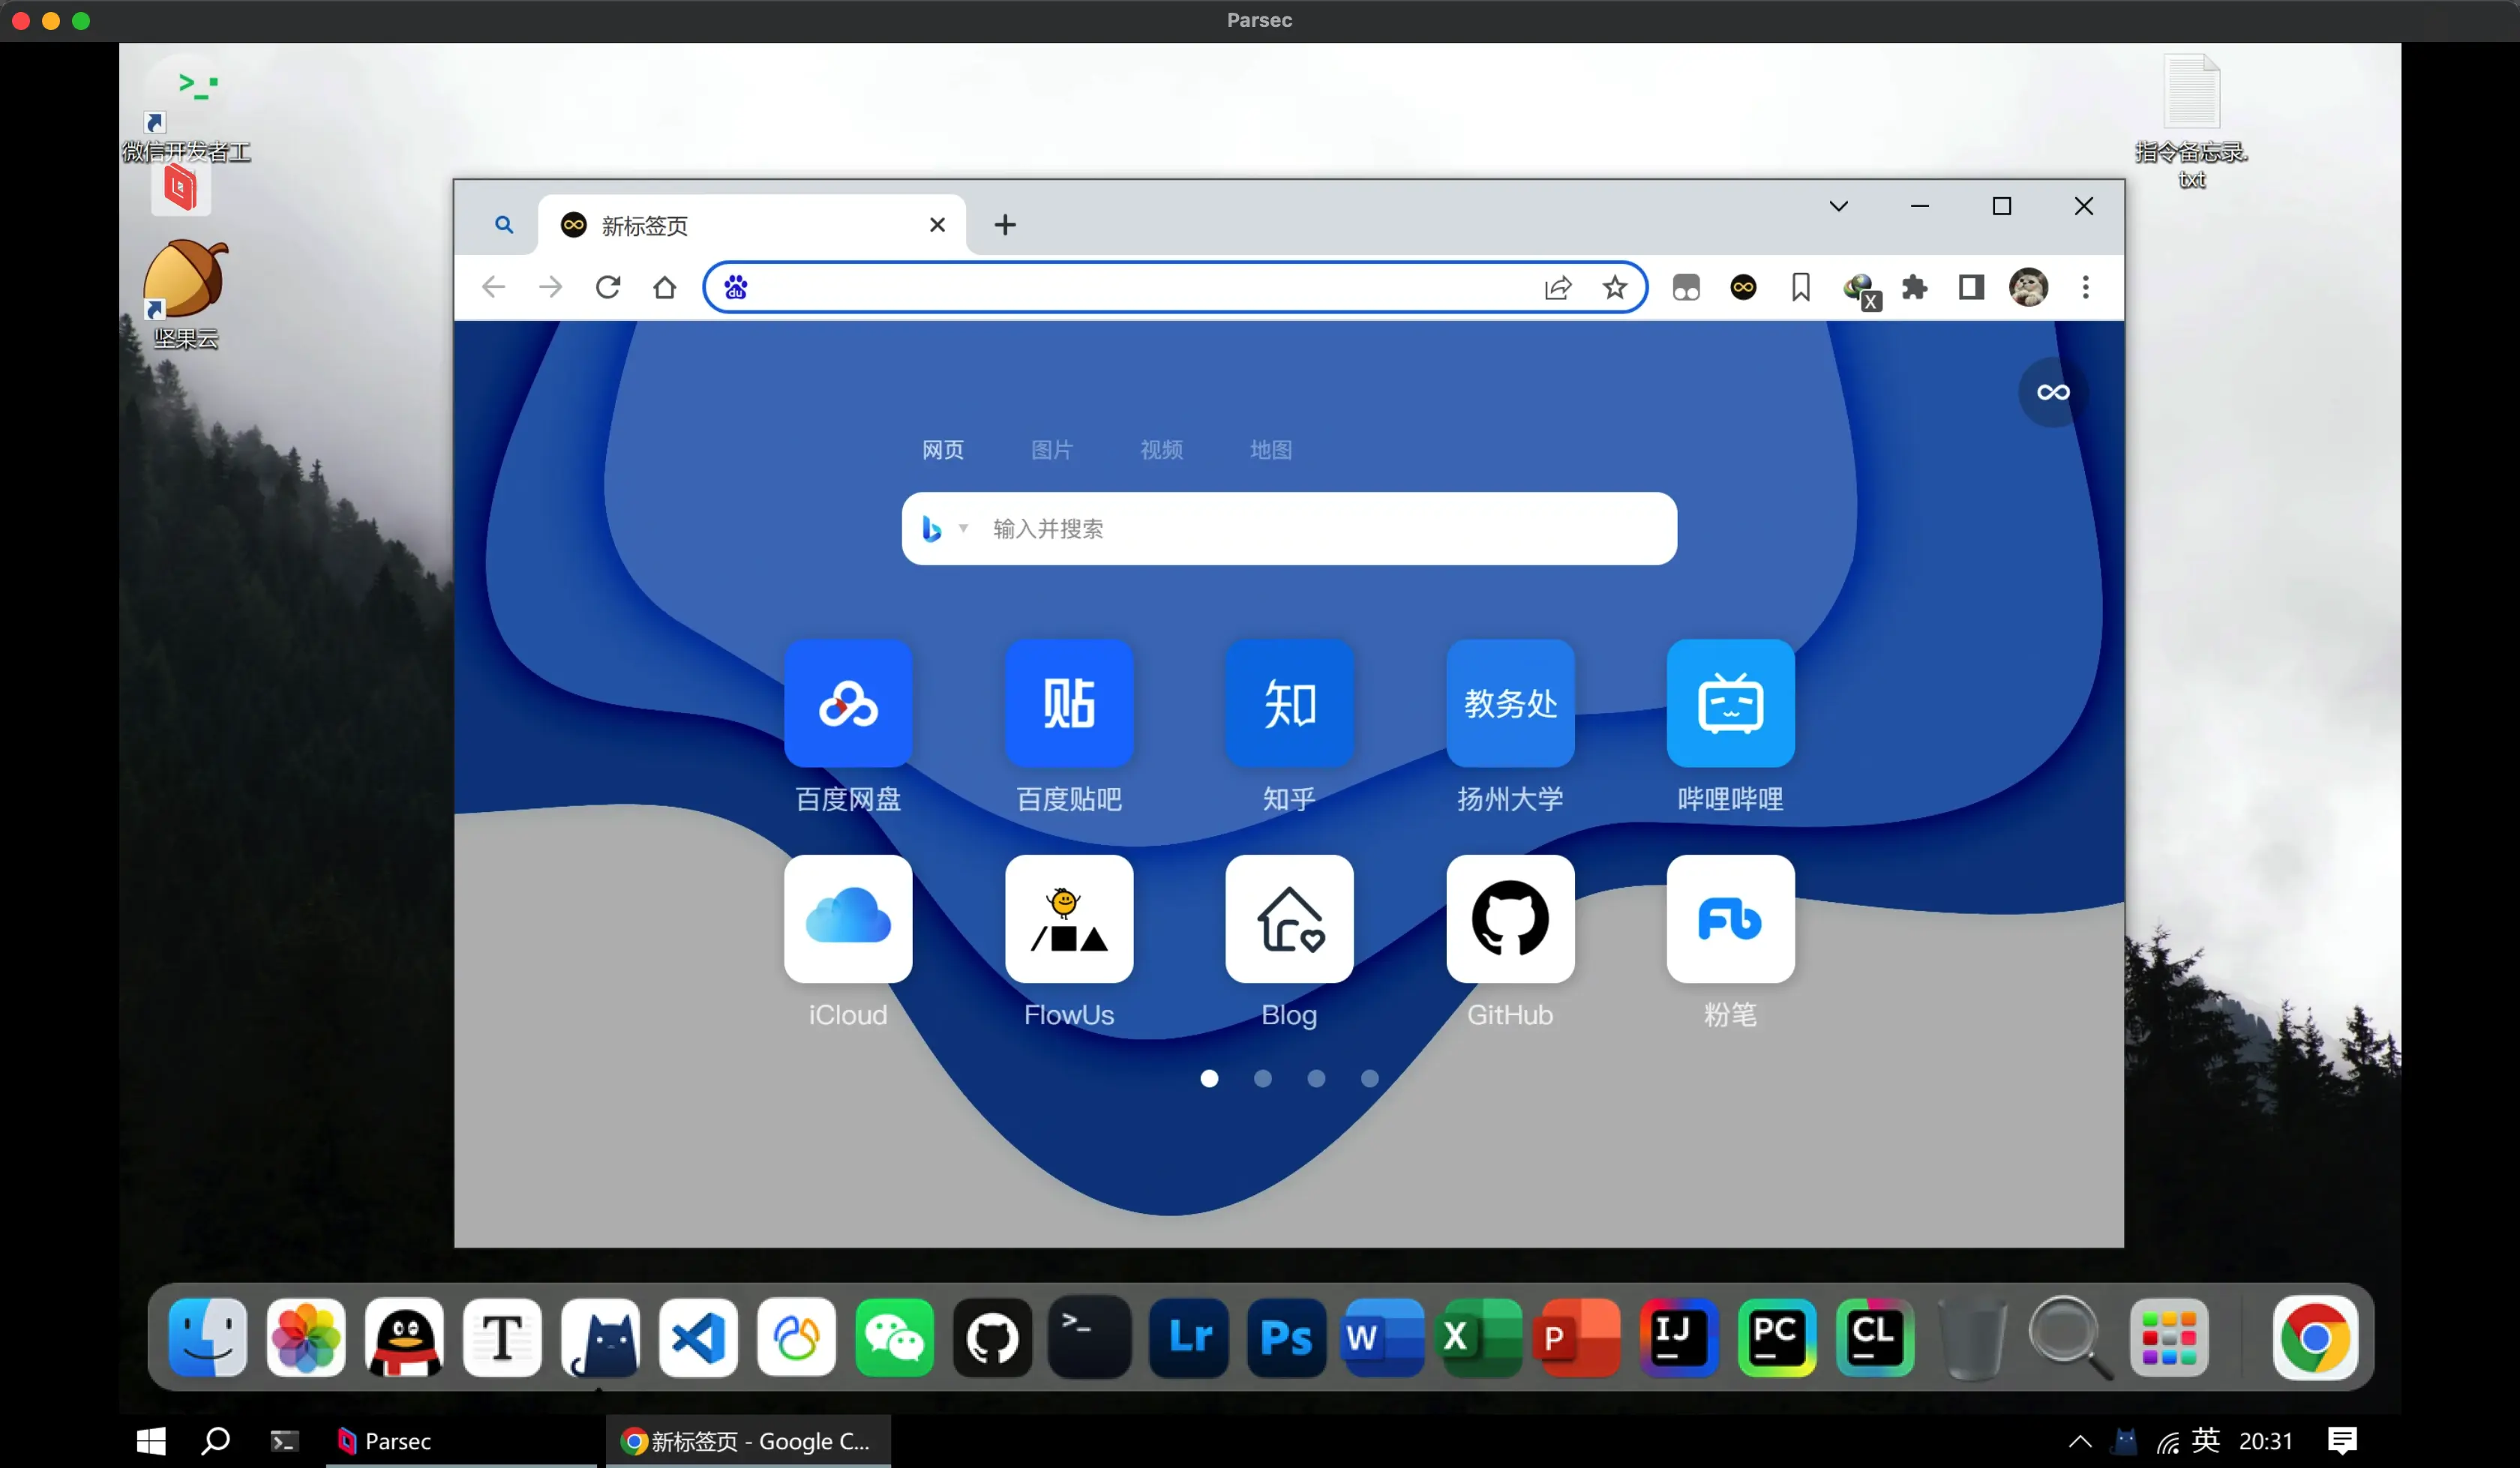 Parsec
微信开发者工
坚果云
指令备忘录.
txt
新标签页
du
X
网页 图片 视频 地图
输入并搜索
贴 知 教务处
百度网盘 百度贴吧 知乎 扬州大学 哔哩哔哩
iCloud FlowUs Blog GitHub 粉笔
T Lr Ps W X P IJ PC CL
Parsec
新标签页 - Google C...
英 20:31